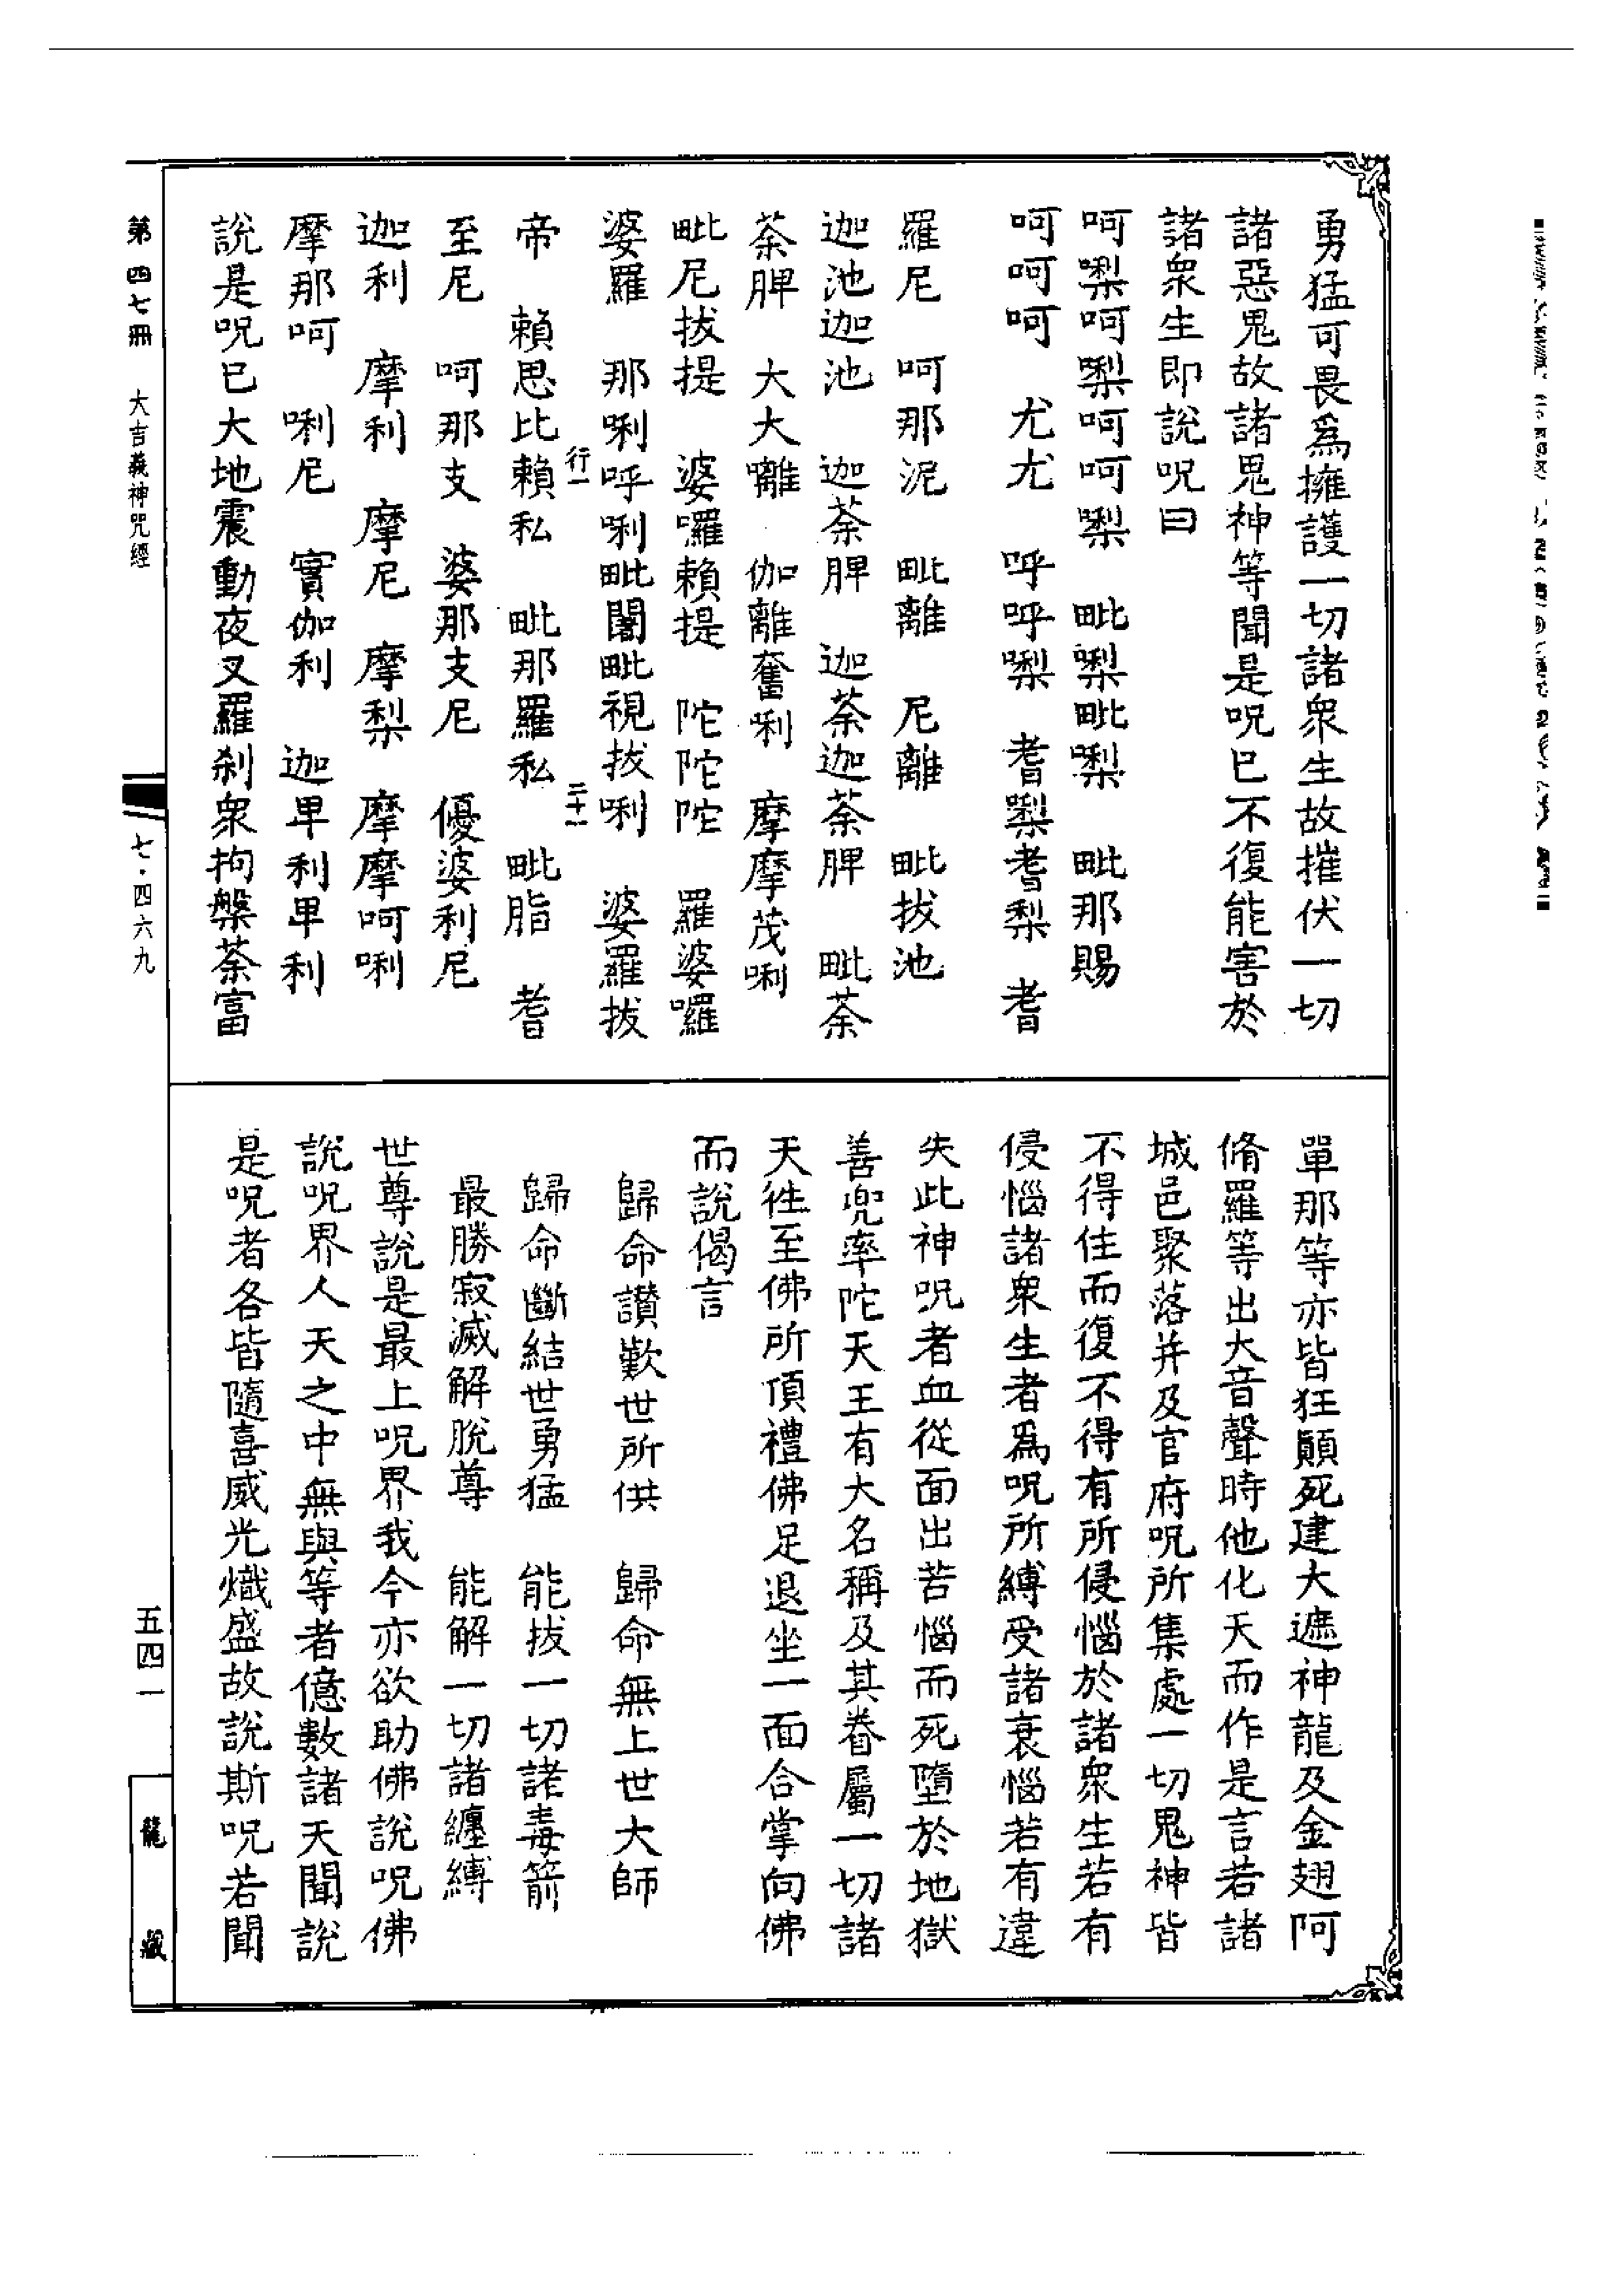 勇猛可畏爲擁護一切諸衆生故摧伏一切
諸惡鬼故諸鬼神等聞是呪已不復能害於
諸衆生即說呪曰
呵㗚呵㗚呵呵㗚　毗㗚毗㗚　毗那賜
呵呵呵　尤尤　呼呼㗚　耆㗚耆㗚　耆
羅尼　呵那泥　毗離　尼離　毗拔池
迦池迦池　迦荼脾　迦荼迦荼脾　毗荼
荼脾　大大囄　伽離奮唎　摩摩茂唎
毗尼拔提　婆囉賴提　陀陀陀　羅婆囉
婆羅　那唎呼唎毗闍毗視拔唎　婆羅拔
行一　二十一
帝　賴思比賴私　毗那羅私　毗脂　耆
至尼　呵那支　婆那支尼　優婆利尼
迦利　摩利　摩尼　摩梨　摩摩呵唎
摩那呵　唎尼　實伽利　迦卑利卑利
說是呪已大地震動夜叉羅刹衆拘槃荼富
單那等亦皆狂顚死建大遮神龍及金翅阿
脩羅等出大音聲時他化天而作是言若諸
城邑聚落并及官府呪所集處一切鬼神皆
不得住而復不得有所侵惱於諸衆生若有
侵惱諸衆生者爲呪所縛受諸衰惱若有違
失此神呪者血從面出苦惱而死墮於地獄
善兜率陀天王有大名稱及其眷屬一切諸
天徃至佛所頂禮佛足退坐一面合掌向佛
而說偈言
歸命讚歎世所供　歸命無上世大師
歸命斷結世勇猛　能拔一切諸毒箭
最勝寂滅解脫尊　能解一切諸纏縛
世尊說是最上呪界我今亦欲助佛說呪佛
說呪界人天之中無與等者億數諸天聞說
是呪者各皆隨喜威光熾盛故說斯呪若聞
第四七冊　大吉義神咒經　七·四六九　五四一　龍藏